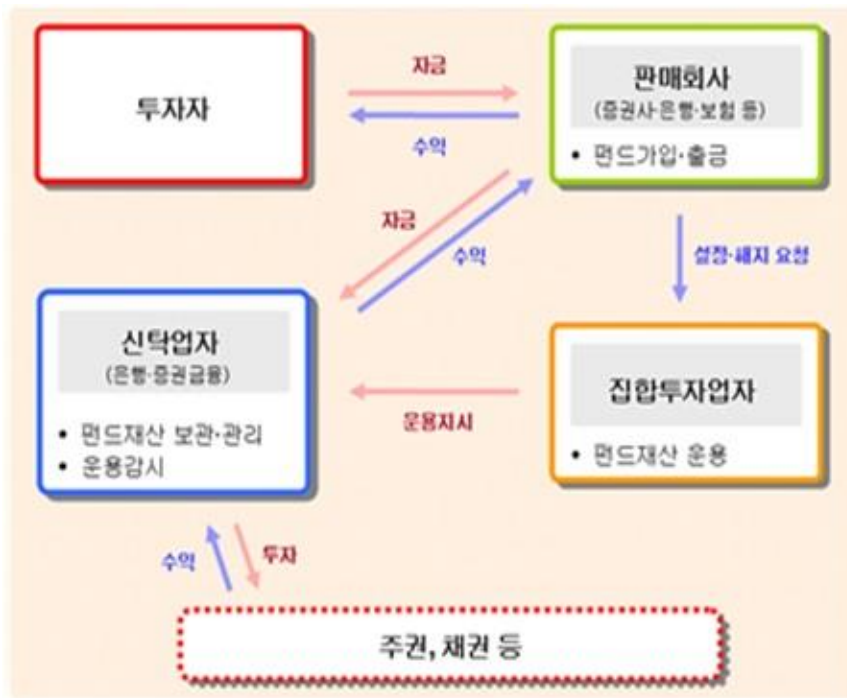 투자자
자금
수익
판매회사
(증권사·은행·보험 등)
• 펀드가입·출금
자금
수익
설정·해지 요청
신탁업자
(은행·증권금융)
• 펀드재산 보관·관리
• 운용감시
운용지시
집합투자업자
• 펀드재산 운용
수익
투자
주권, 채권 등